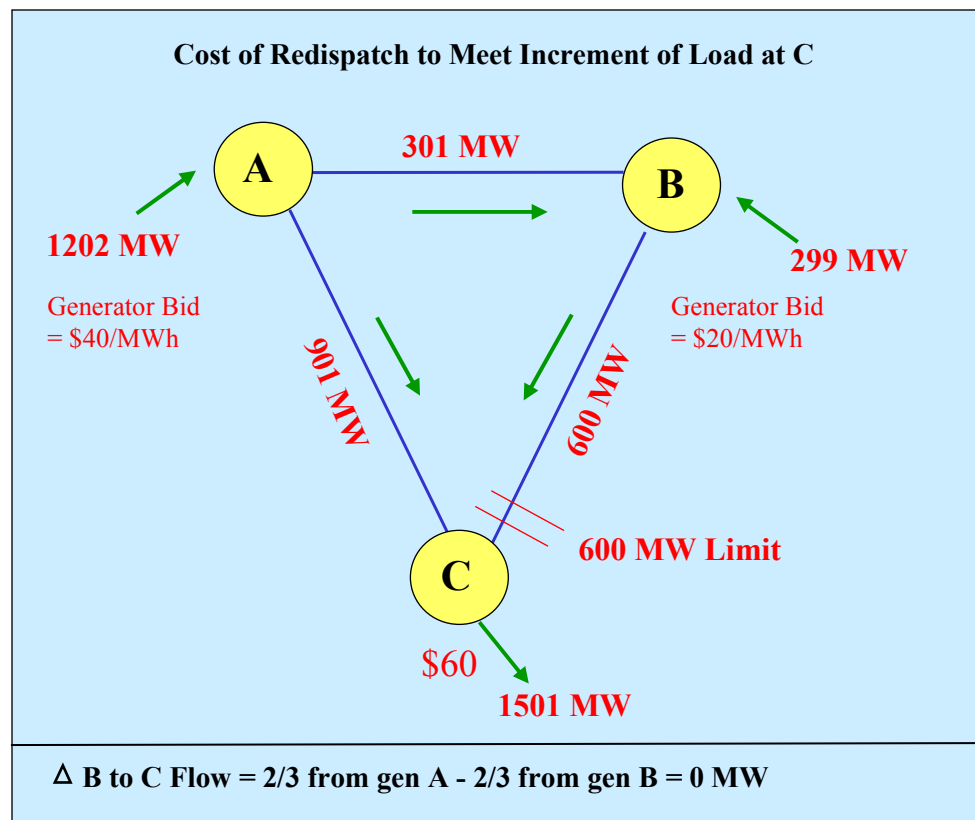 Cost of Redispatch to Meet Increment of Load at C
301 MW
A
B
1202 MW
299 MW
Generator Bid
= $40/MWh
Generator Bid
= $20/MWh
901 MW
600 MW
600 MW Limit
C
$60
1501 MW
Δ B to C Flow = 2/3 from gen A - 2/3 from gen B = 0 MW